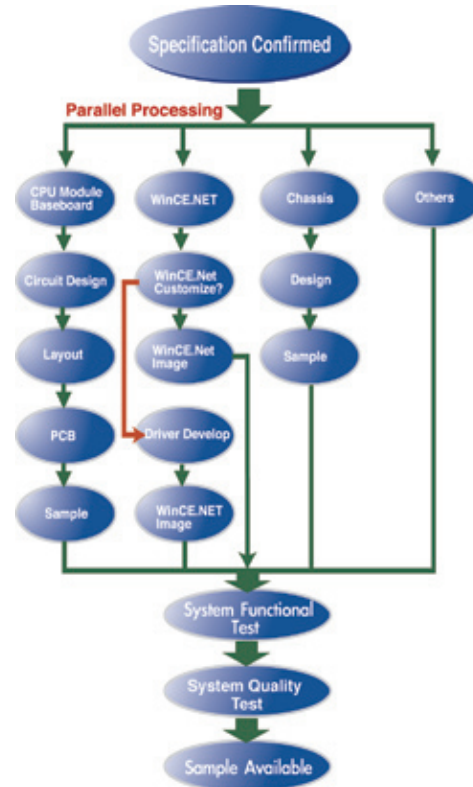 Specification Confirmed
Parallel Processing
CPU Module
Baseboard
WinCE.NET
Chassis
Others
Circuit Design
WinCE.Net
Customize?
Design
Layout
WinCE.Net
Image
Sample
PCB
Driver Develop
Sample
WinCE.NET
Image
System Functional
Test
System Quality
Test
Sample Available